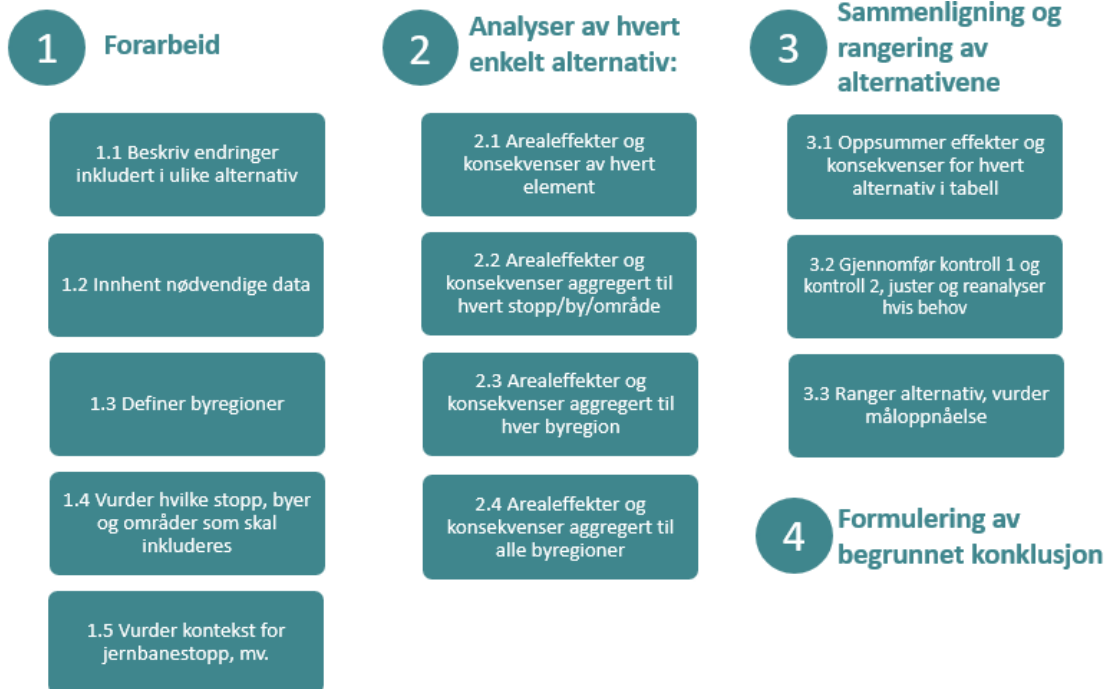 1
Forarbeid
1.1 Beskriv endringer
inkludert i ulike alternativ
1.2 Innhent nødvendige data
1.3 Definer byregioner
1.4 Vurder hvilke stopp, byer
og områder som skal
inkluderes
1.5 Vurder kontekst for
jernbanestopp, mv.
2
Analyser av hvert
enkelt alternativ:
2.1 Arealeffekter og
konsekvenser av hvert
element
2.2 Arealeffekter og
konsekvenser aggregert til
hvert stopp/by/område
2.3 Arealeffekter og
konsekvenser aggregert til
hver byregion
2.4 Arealeffekter og
konsekvenser aggregert til
alle byregioner
3
Sammenligning og
rangering av
alternativene
3.1 Oppsummer effekter og
konsekvenser for hvert
alternativ i tabell
3.2 Gjennomfør kontroll 1 og
kontroll 2, juster og reanalyser
hvis behov
3.3 Ranger alternativ, vurder
måloppnåelse
4
Formulering av
begrunnet konklusjon